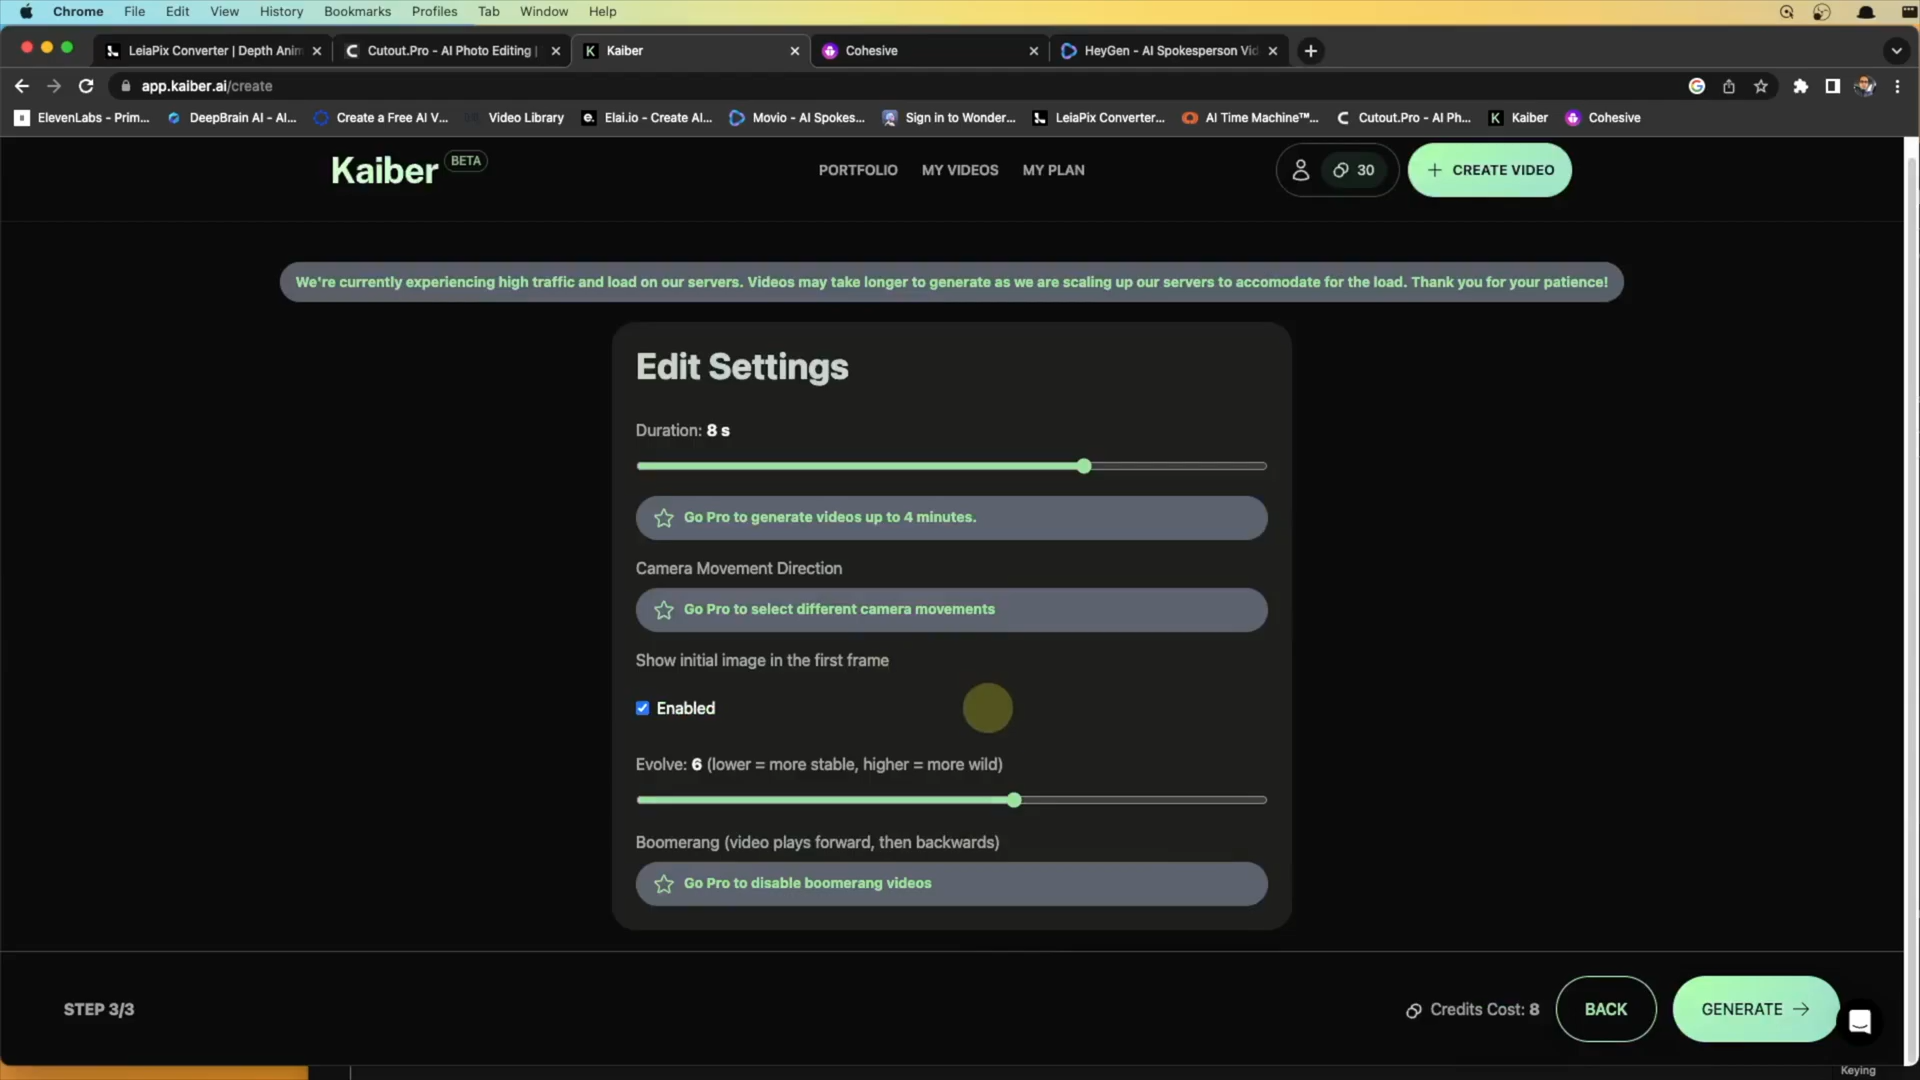 Chrome File Edit View History Bookmarks Profiles Tab Window Help
LeiaPix Converter | Depth Anim
Cutout.Pro - AI Photo Editing |
Kaiber
Cohesive
HeyGen - AI Spokesperson Vid
app.kaiber.ai/create
ElevenLabs - Prim...
DeepBrain AI - AI...
Create a Free AI V...
Video Library
Elai.io - Create AI...
Movio - AI Spokes...
Sign in to Wonder...
LeiaPix Converter...
AI Time Machine™...
Cutout.Pro - AI Ph...
Kaiber
Cohesive
Kaiber BETA
PORTFOLIO MY VIDEOS MY PLAN
30
+ CREATE VIDEO
We're currently experiencing high traffic and load on our servers. Videos may take longer to generate as we are scaling up our servers to accomodate for the load. Thank you for your patience!
Edit Settings
Duration: 8 s
Go Pro to generate videos up to 4 minutes.
Camera Movement Direction
Go Pro to select different camera movements
Show initial image in the first frame
Enabled
Evolve: 6 (lower = more stable, higher = more wild)
Boomerang (video plays forward, then backwards)
Go Pro to disable boomerang videos
STEP 3/3
Credits Cost: 8
BACK
GENERATE →
Keying